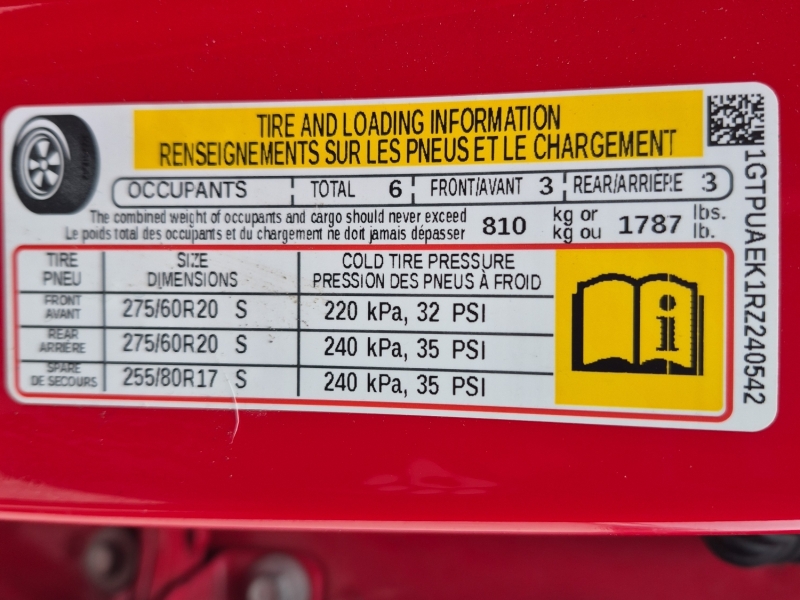 TIRE AND LOADING INFORMATION
RENSEIGNEMENTS SUR LES PNEUS ET LE CHARGEMENT
OCCUPANTS TOTAL 6 FRONT/AVANT 3 REAR/ARRIERE 3
The combined weight of occupants and cargo should never exceed 810 kg or 1787 lbs.
Le poids total des occupants et du chargement ne doit jamais dépasser kg ou lb.
TIRE SIZE COLD TIRE PRESSURE
PNEU DIMENSIONS PRESSION DES PNEUS À FROID
FRONT
AVANT 275/60R20 S 220 kPa, 32 PSI
REAR
ARRIÈRE 275/60R20 S 240 kPa, 35 PSI
SPARE
DE SECOURS 255/80R17 S 240 kPa, 35 PSI
i
1GTPUAEK1RZ240542